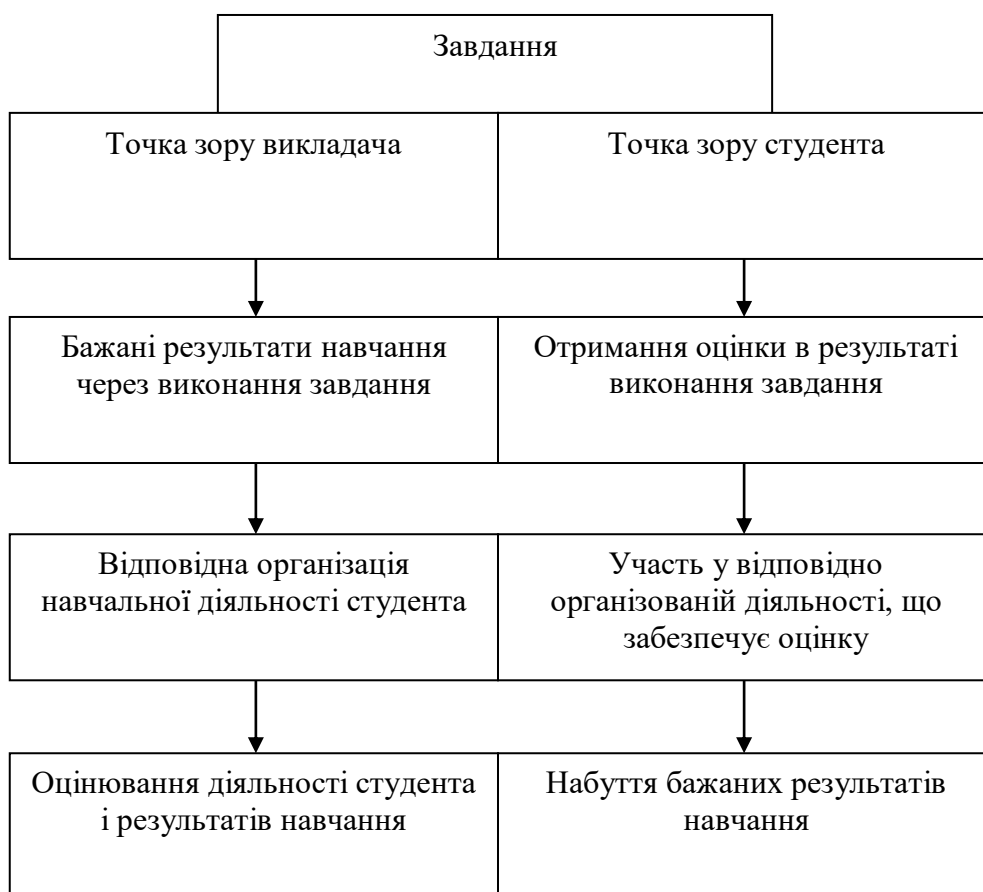 Завдання
Точка зору викладача
Точка зору студента
Бажані результати навчання
через виконання завдання
Отримання оцінки в результаті
виконання завдання
Відповідна організація
навчальної діяльності студента
Участь у відповідно
організованій діяльності, що
забезпечує оцінку
Оцінювання діяльності студента
і результатів навчання
Набуття бажаних результатів
навчання